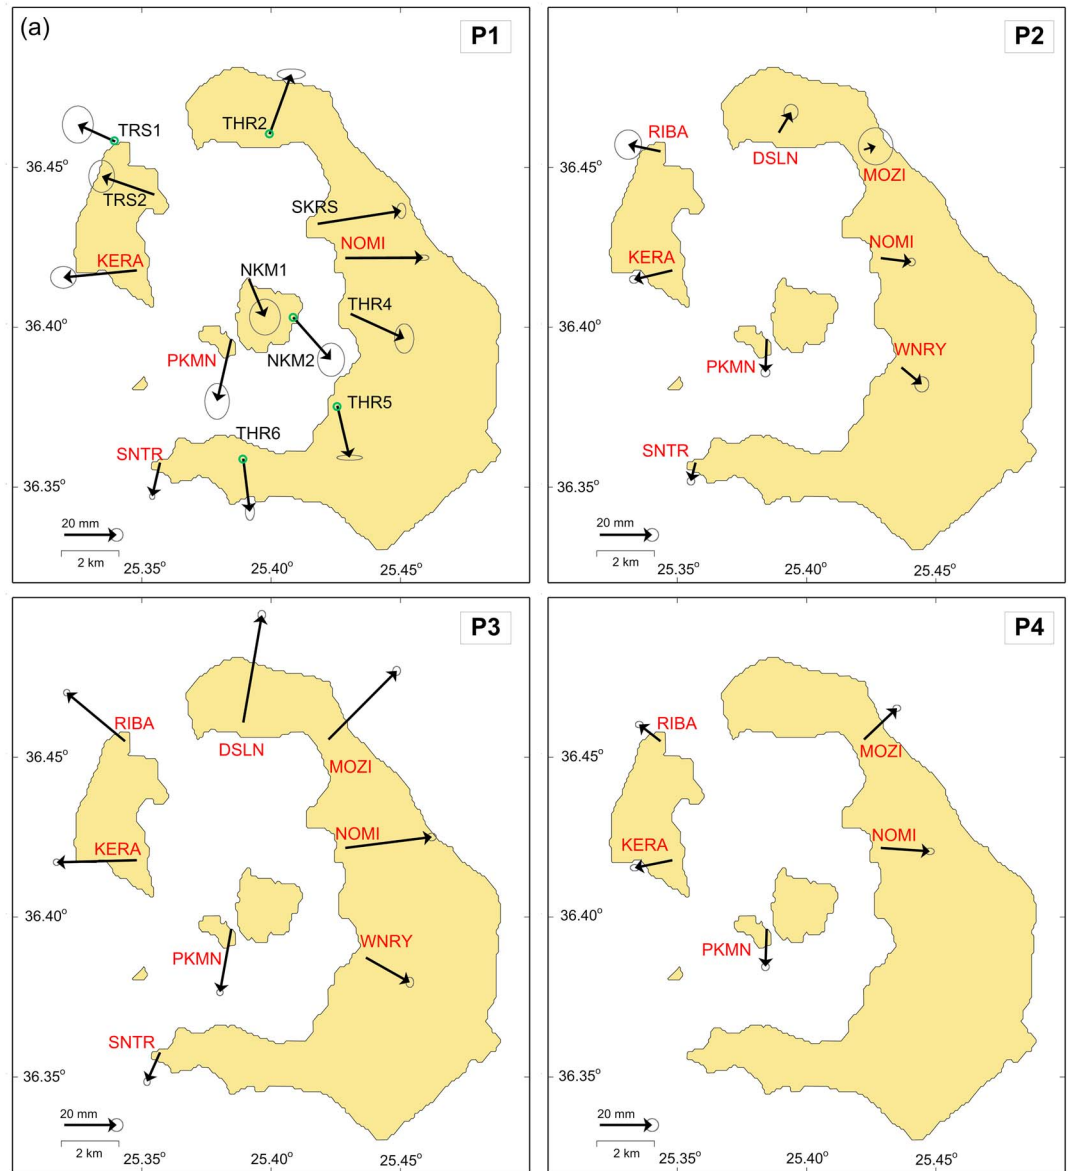 (a)
P1
TRS1
THR2
36.45°
TRS2
SKRS
NOMI
KERA
NKM1
THR4
36.40°
NKM2
PKMN
THR5
THR6
SNTR
36.35°
20 mm
2 km
25.35° 25.40° 25.45°
P2
RIBA
DSLN
MOZI
36.45°
NOMI
KERA
36.40°
WNRY
PKMN
SNTR
36.35°
20 mm
2 km
25.35° 25.40° 25.45°
P3
RIBA
DSLN
36.45°
MOZI
NOMI
KERA
36.40°
WNRY
PKMN
SNTR
36.35°
20 mm
2 km
25.35° 25.40° 25.45°
P4
RIBA
MOZI
36.45°
NOMI
KERA
36.40°
PKMN
36.35°
20 mm
2 km
25.35° 25.40° 25.45°